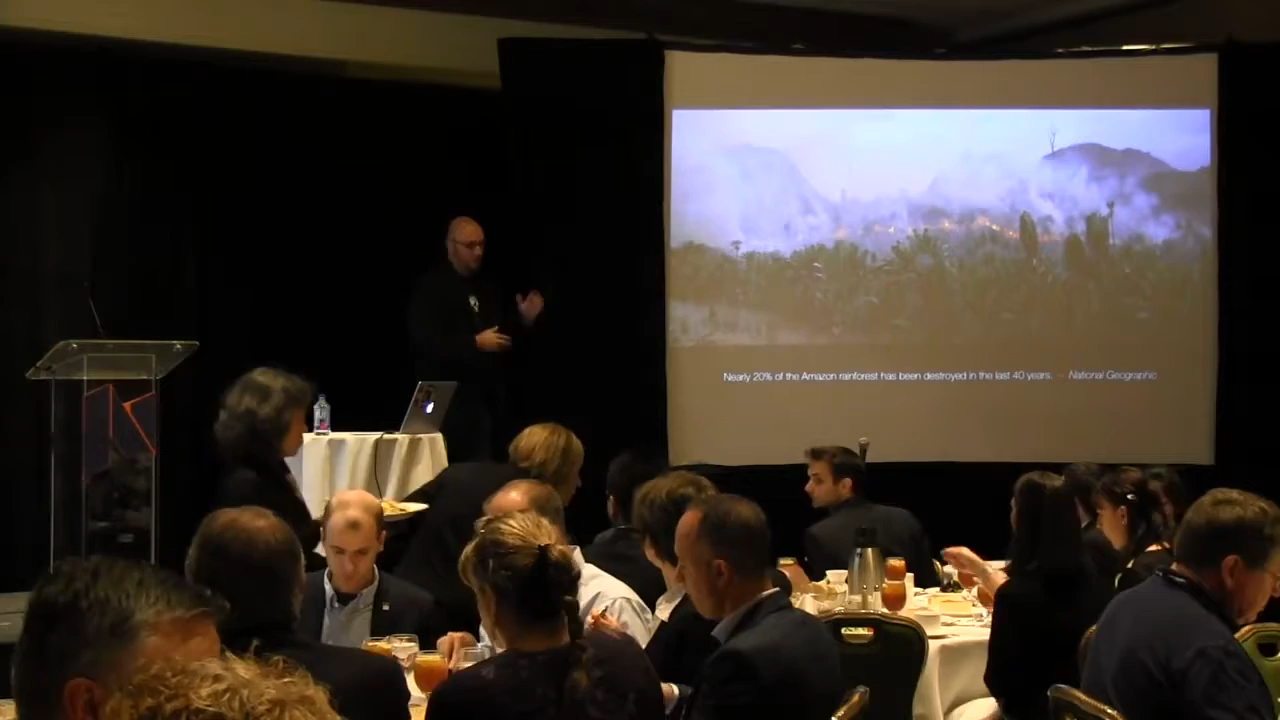 Nearly 20% of the Amazon rainforest has been destroyed in the last 40 years. – National Geographic